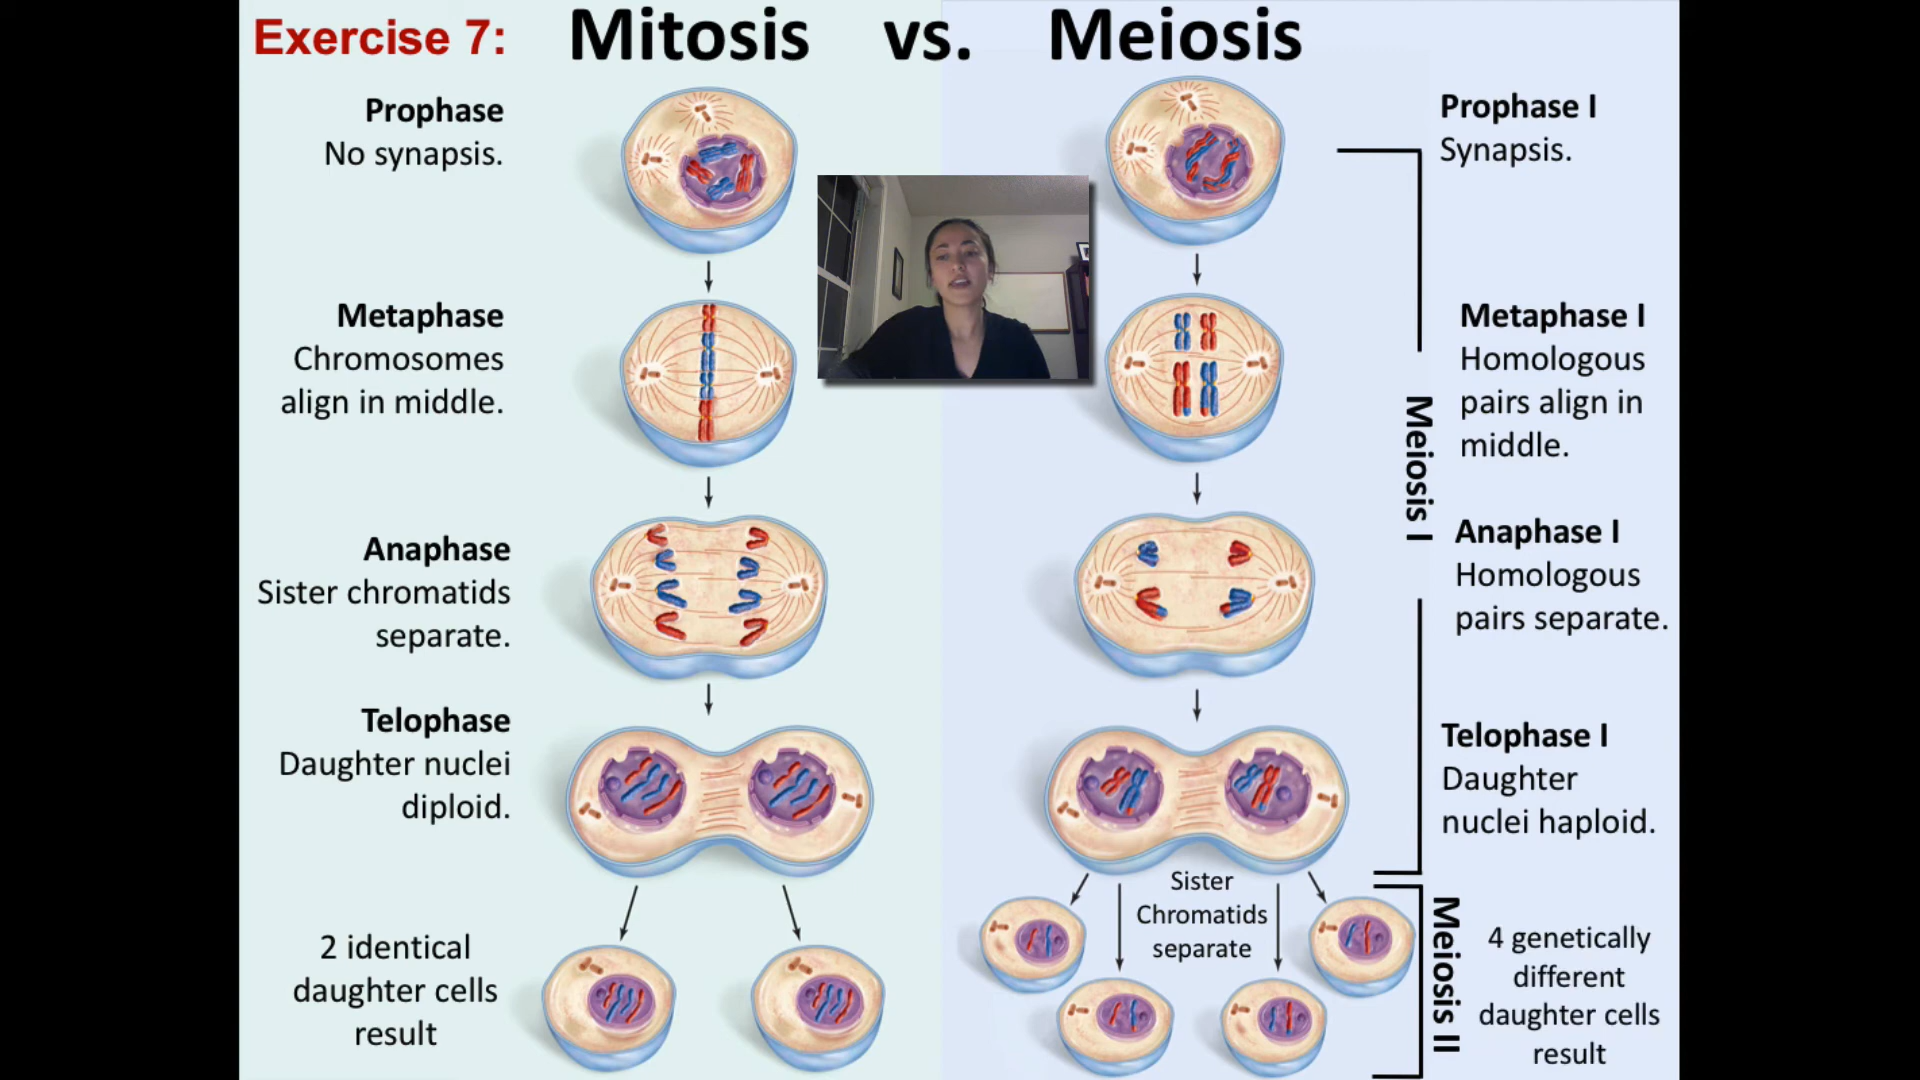 Exercise 7: Mitosis vs. Meiosis
Prophase
No synapsis.
Metaphase
Chromosomes
align in middle.
Anaphase
Sister chromatids
separate.
Telophase
Daughter nuclei
diploid.
2 identical
daughter cells
result
Prophase I
Synapsis.
Metaphase I
Homologous
pairs align in
middle.
Meiosis I
Anaphase I
Homologous
pairs separate.
Telophase I
Daughter
nuclei haploid.
Sister
Chromatids
separate
Meiosis II
4 genetically
different
daughter cells
result